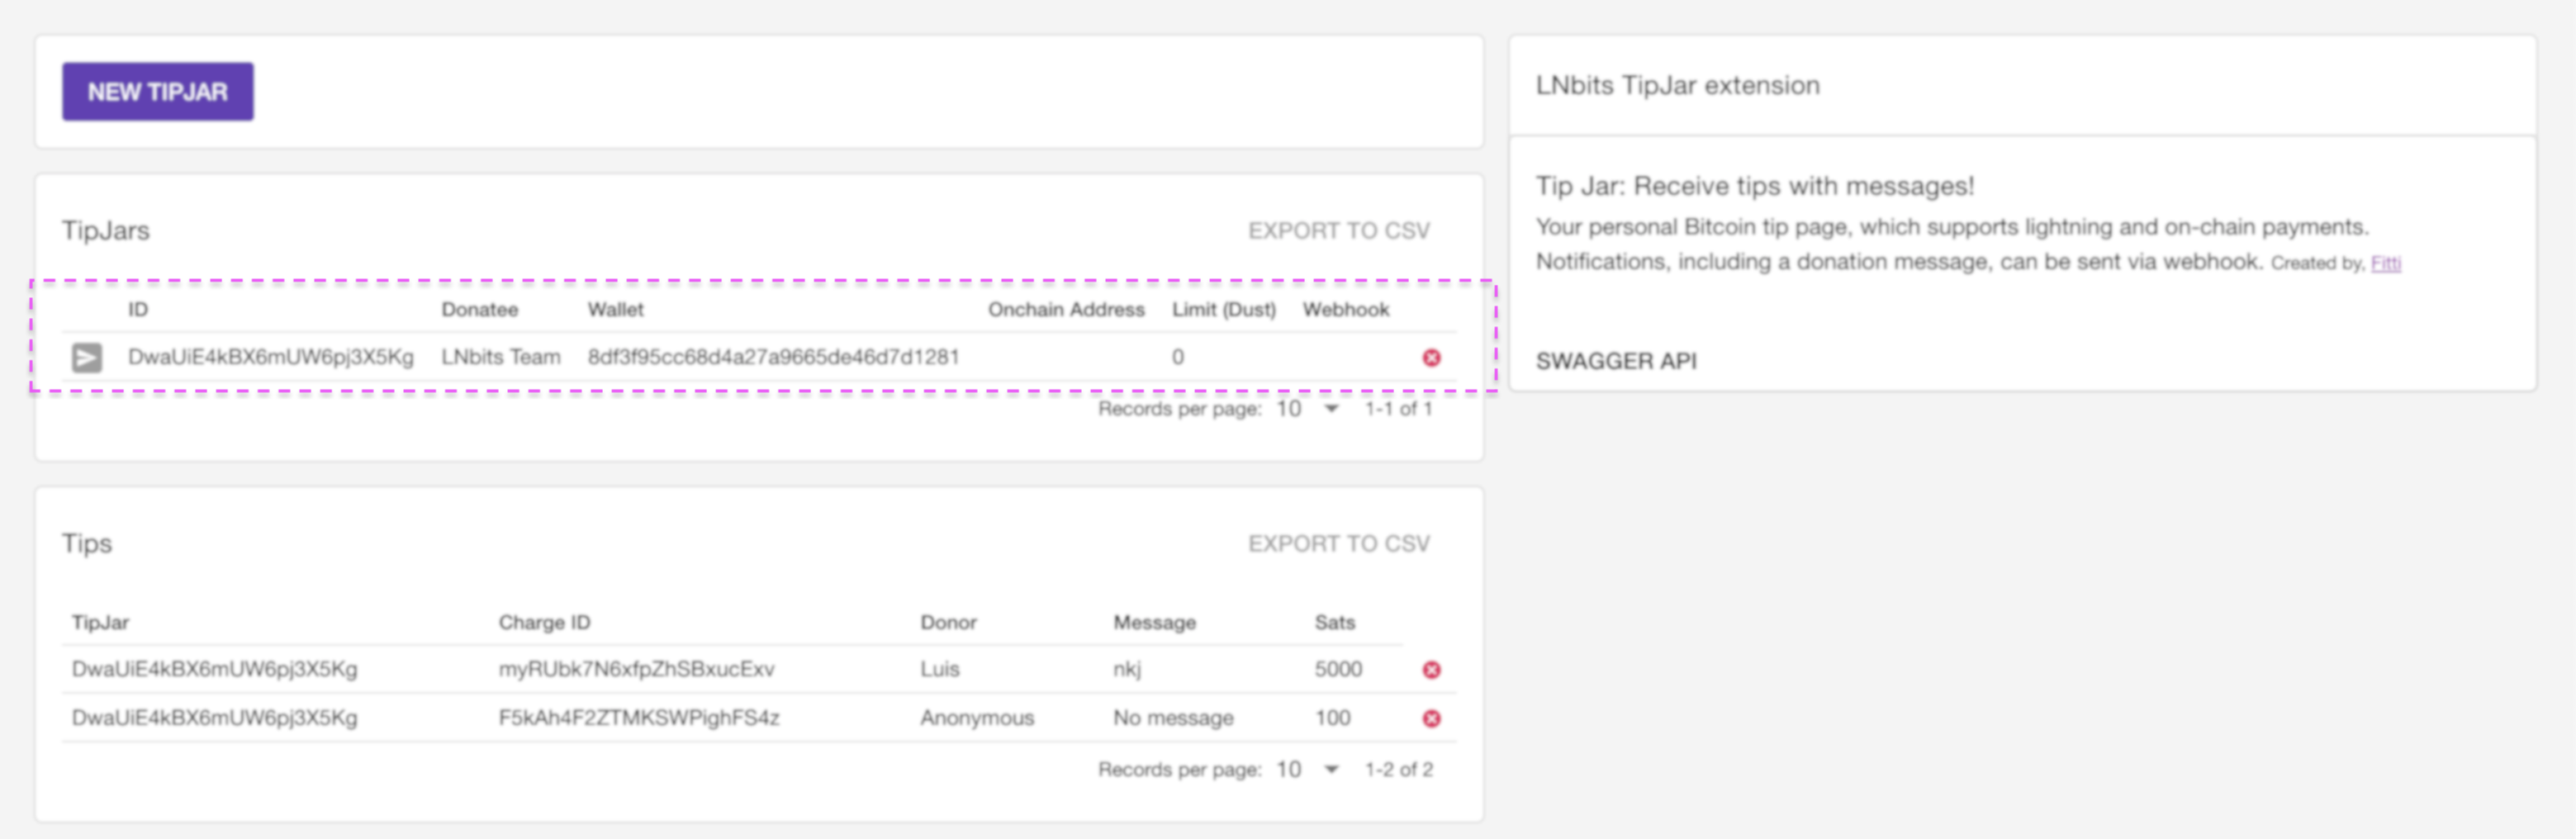 NEW TIPJAR
TipJars
EXPORT TO CSV
ID Donatee Wallet Onchain Address Limit (Dust) Webhook
DwaUiE4kBX6mUW6pj3X5Kg LNbits Team 8df3f95cc68d4a27a9665de46d7d1281 0
Records per page: 10 1-1 of 1
Tips
EXPORT TO CSV
TipJar Charge ID Donor Message Sats
DwaUiE4kBX6mUW6pj3X5Kg myRUbk7N6xfpZhSBxucExv Luis nkj 5000
DwaUiE4kBX6mUW6pj3X5Kg F5kAh4F2ZTMKSWPighFS4z Anonymous No message 100
Records per page: 10 1-2 of 2
LNbits TipJar extension
Tip Jar: Receive tips with messages!
Your personal Bitcoin tip page, which supports lightning and on-chain payments.
Notifications, including a donation message, can be sent via webhook. Created by, Fitti
SWAGGER API